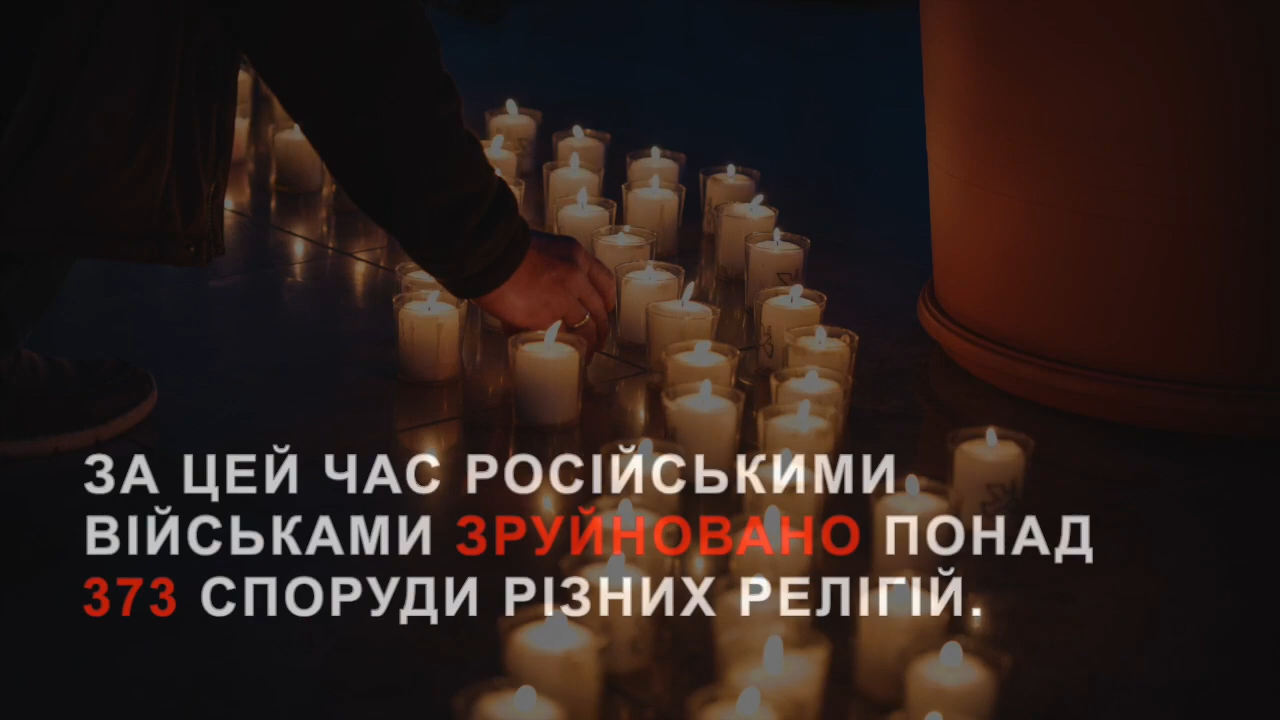 ЗА ЦЕЙ ЧАС РОСІЙСЬКИМИ
ВІЙСЬКАМИ ЗРУЙНОВАНО ПОНАД
373 СПОРУДИ РІЗНИХ РЕЛІГІЙ.